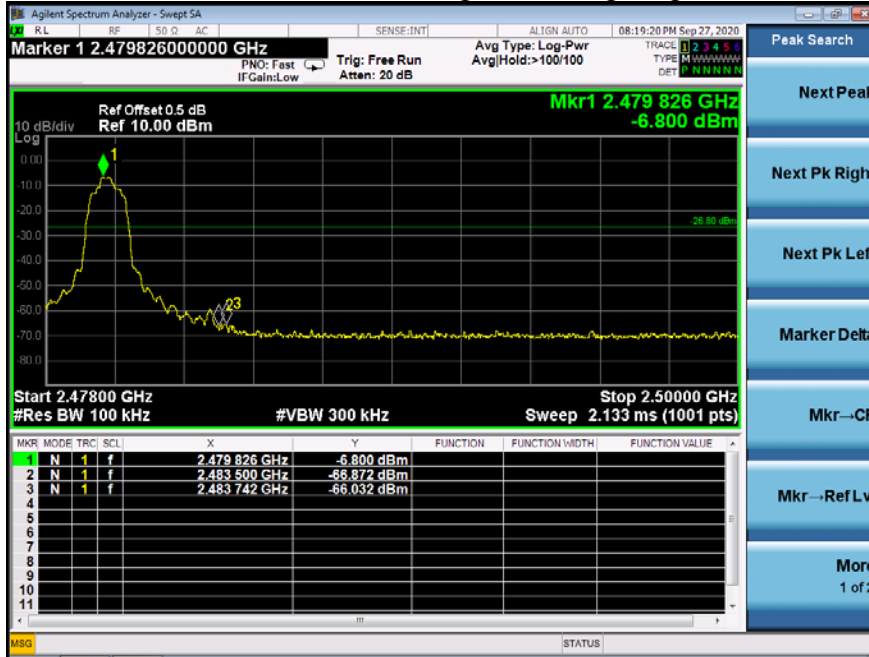 Agilent Spectrum Analyzer - Swept SA
RL RF 50 Ω AC SENSE:INT ALIGN AUTO 08:19:20 PM Sep 27, 2020
Marker 1 2.479826000000 GHz
PNO: Fast
IFGain:Low
Trig: Free Run
Atten: 20 dB
Avg Type: Log-Pwr
Avg|Hold:>100/100
TRACE 1 2 3 4 5 6
TYPE M WWWWW
DET P N N N N N
Peak Search
Next Peak
Next Pk Righ
Next Pk Lef
Marker Delta
Mkr→CF
Mkr→Ref Lv
More
1 of 2
Mkr1 2.479 826 GHz
-6.800 dBm
Ref Offset 0.5 dB
10 dB/div Ref 10.00 dBm
Log
0.00
-10.0
-20.0
-30.0
-40.0
-50.0
-60.0
-70.0
-80.0
1
-26.80 dBm
23
Start 2.47800 GHz Stop 2.50000 GHz
#Res BW 100 kHz #VBW 300 kHz Sweep 2.133 ms (1001 pts)
MKR MODE TRC SCL X Y FUNCTION FUNCTION WIDTH FUNCTION VALUE
1 N 1 f 2.479 826 GHz -6.800 dBm
2 N 1 f 2.483 500 GHz -66.872 dBm
3 N 1 f 2.483 742 GHz -66.032 dBm
4
5
6
7
8
9
10
11
MSG STATUS